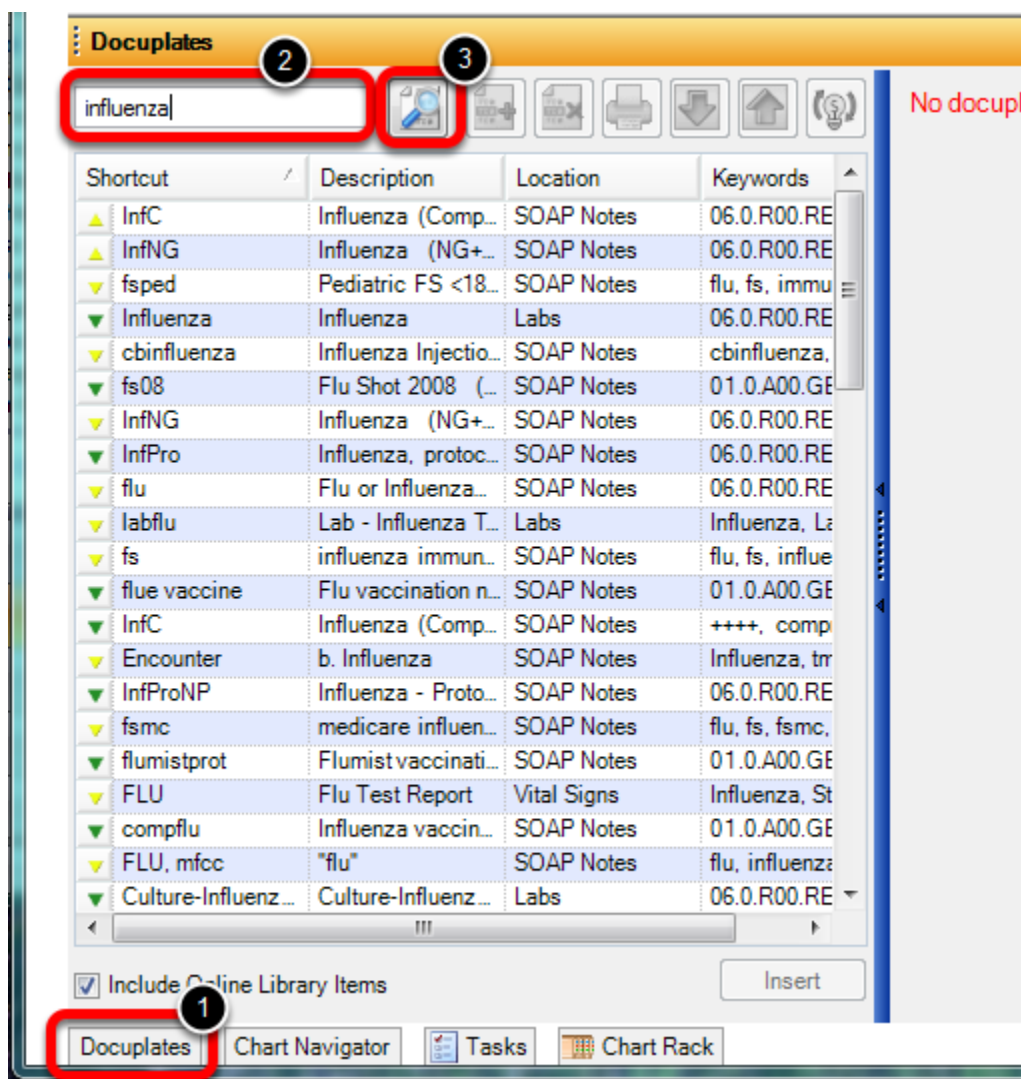 Docuplates
2
3
influenza
No docupl
Shortcut Description Location Keywords
InfC Influenza (Comp... SOAP Notes 06.0.R00.RE
InfNG Influenza (NG+... SOAP Notes 06.0.R00.RE
fsped Pediatric FS <18... SOAP Notes flu, fs, immu
Influenza Influenza Labs 06.0.R00.RE
cbinfluenza Influenza Injectio... SOAP Notes cbinfluenza,
fs08 Flu Shot 2008 (... SOAP Notes 01.0.A00.GE
InfNG Influenza (NG+... SOAP Notes 06.0.R00.RE
InfPro Influenza, protoc... SOAP Notes 06.0.R00.RE
flu Flu or Influenza... SOAP Notes 06.0.R00.RE
labflu Lab - Influenza T... Labs Influenza, La
fs influenza immun... SOAP Notes flu, fs, influe
flue vaccine Flu vaccination n... SOAP Notes 01.0.A00.GE
InfC Influenza (Comp... SOAP Notes ++++, comp
Encounter b. Influenza SOAP Notes Influenza, tm
InfProNP Influenza - Proto... SOAP Notes 06.0.R00.RE
fsmc medicare influen... SOAP Notes flu, fs, fsmc,
flumistprot Flumist vaccinati... SOAP Notes 01.0.A00.GE
FLU Flu Test Report Vital Signs Influenza, St
compflu Influenza vaccin... SOAP Notes 01.0.A00.GE
FLU, mfcc "flu" SOAP Notes flu, influenza
Culture-Influenz... Culture-Influenz... Labs 06.0.R00.RE
Include Online Library Items Insert
1
Docuplates Chart Navigator Tasks Chart Rack